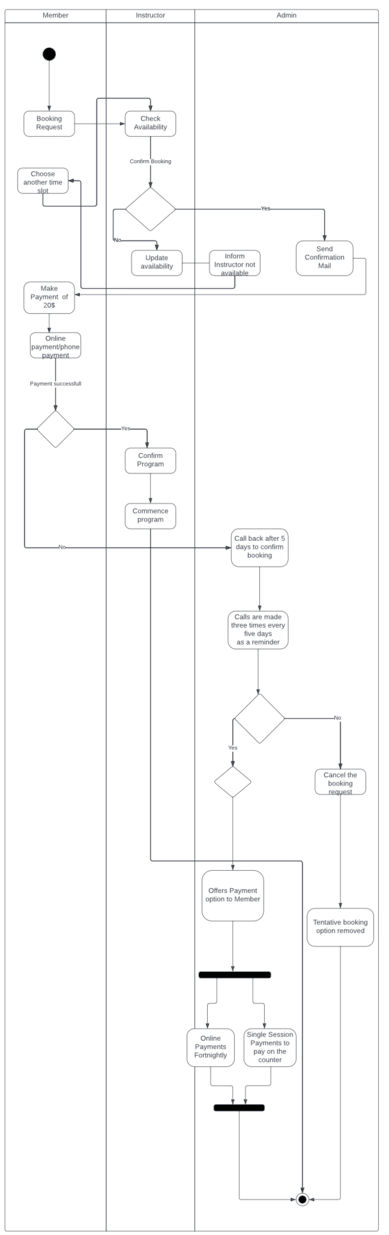 Member
Instructor
Admin
Booking
Request
Check
Availability
Confirm Booking
Choose
another time
slot
Yes
No
Update
availability
Inform
Instructor not
available
Send
Confirmation
Mail
Make
Payment of
20$
Online
payment/phone
payment
Payment successfull
Yes
Confirm
Program
Commence
program
No
Call back after 5
days to confirm
booking
Calls are made
three times every
five days
as a reminder
No
Yes
Cancel the
booking
request
Offers Payment
option to Member
Tentative booking
option removed
Online
Payments
Fortnightly
Single Session
Payments to
pay on the
counter